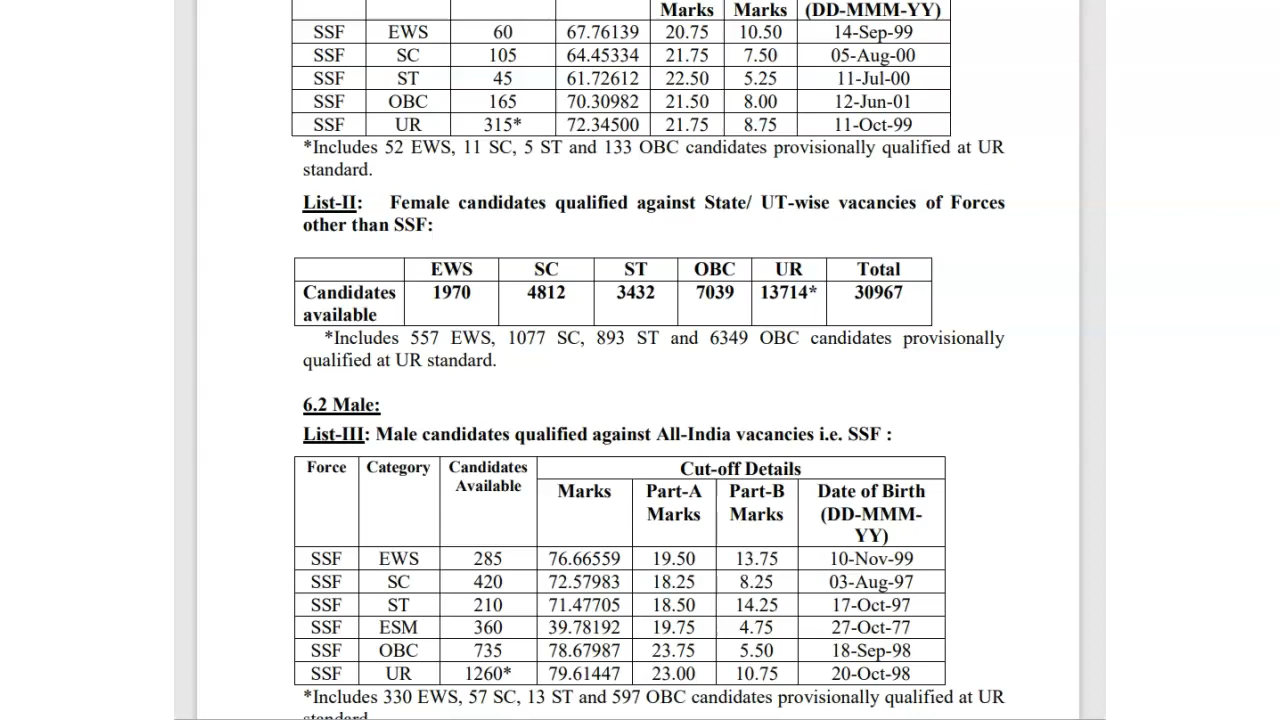 Marks Marks (DD-MMM-YY)
SSF EWS 60 67.76139 20.75 10.50 14-Sep-99
SSF SC 105 64.45334 21.75 7.50 05-Aug-00
SSF ST 45 61.72612 22.50 5.25 11-Jul-00
SSF OBC 165 70.30982 21.50 8.00 12-Jun-01
SSF UR 315* 72.34500 21.75 8.75 11-Oct-99
*Includes 52 EWS, 11 SC, 5 ST and 133 OBC candidates provisionally qualified at UR
standard.
List-II: Female candidates qualified against State/ UT-wise vacancies of Forces
other than SSF:
EWS SC ST OBC UR Total
Candidates 1970 4812 3432 7039 13714* 30967
available
*Includes 557 EWS, 1077 SC, 893 ST and 6349 OBC candidates provisionally
qualified at UR standard.
6.2 Male:
List-III: Male candidates qualified against All-India vacancies i.e. SSF :
Force Category Candidates Cut-off Details
Available Marks Part-A Part-B Date of Birth
Marks Marks (DD-MMM-
YY)
SSF EWS 285 76.66559 19.50 13.75 10-Nov-99
SSF SC 420 72.57983 18.25 8.25 03-Aug-97
SSF ST 210 71.47705 18.50 14.25 17-Oct-97
SSF ESM 360 39.78192 19.75 4.75 27-Oct-77
SSF OBC 735 78.67987 23.75 5.50 18-Sep-98
SSF UR 1260* 79.61447 23.00 10.75 20-Oct-98
*Includes 330 EWS, 57 SC, 13 ST and 597 OBC candidates provisionally qualified at UR
standard